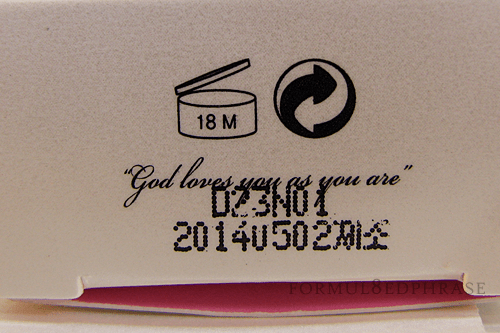 18 M
"God loves you as you are"
DZ3N01
20140502제조
FORMUL8EDPHRASE